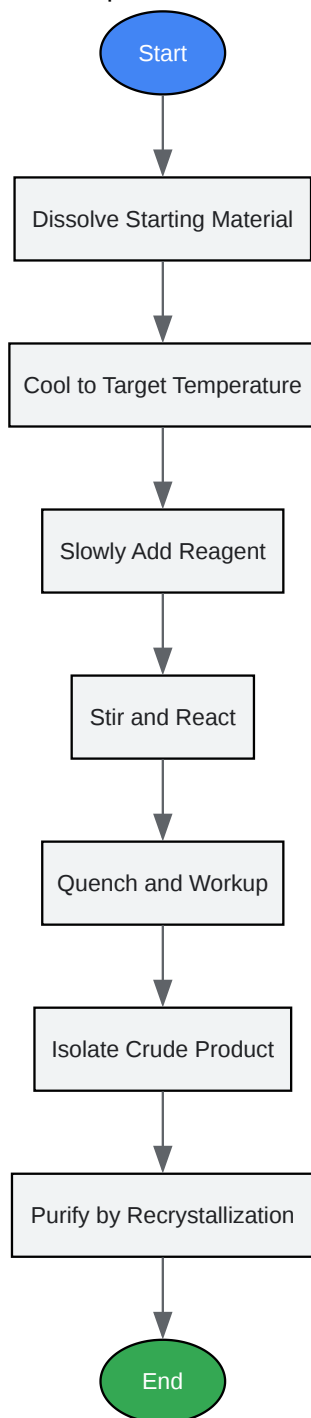 Start
Dissolve Starting Material
Cool to Target Temperature
Slowly Add Reagent
Stir and React
Quench and Workup
Isolate Crude Product
Purify by Recrystallization
End